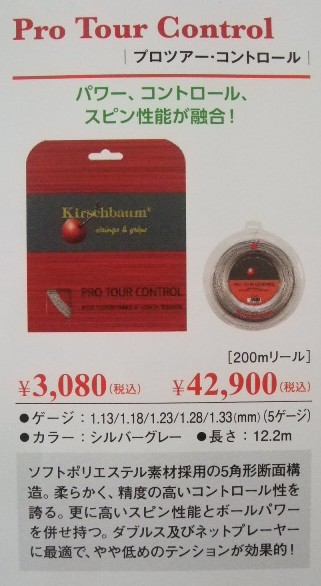 Pro Tour Control
| プロツアー・コントロール |
パワー、コントロール、
スピン性能が融合！
Kirschbaum®
strings & grips
PRO TOUR CONTROL
PRO TOUR CONTROL
[200mリール]
¥3,080(税込) ¥42,900(税込)
●ゲージ：1.13/1.18/1.23/1.28/1.33(mm) (5ゲージ)
●カラー：シルバーグレー ●長さ：12.2m
ソフトポリエステル素材採用の5角形断面構
造。柔らかく、精度の高いコントロール性を
誇る。更に高いスピン性能とボールパワー
を併せ持つ。ダブルス及びネットプレーヤー
に最適で、やや低めのテンションが効果的！